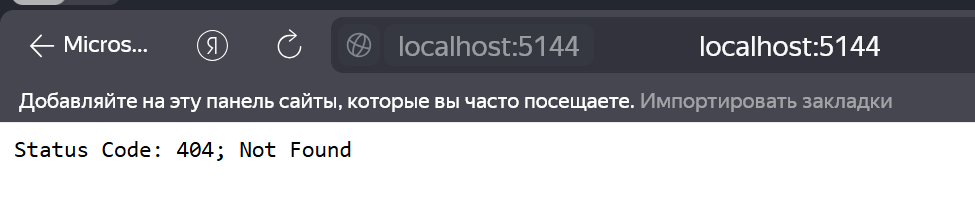 Micros... Я localhost:5144 localhost:5144
Добавляйте на эту панель сайты, которые вы часто посещаете. Импортировать закладки
Status Code: 404; Not Found